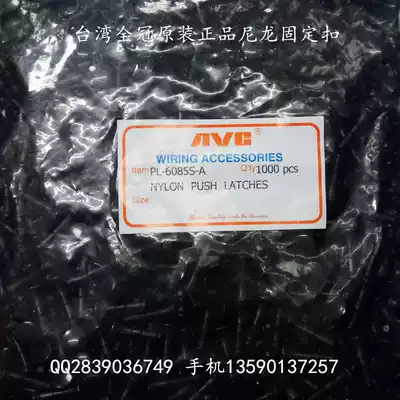 台湾全冠原装正品尼龙固定扣
AVC®
WIRING ACCESSORIES
Item PL-6085S-A Q'ty 1000 pcs
NYLON PUSH LATCHES
Size:
QQ2839036749 手机13590137257